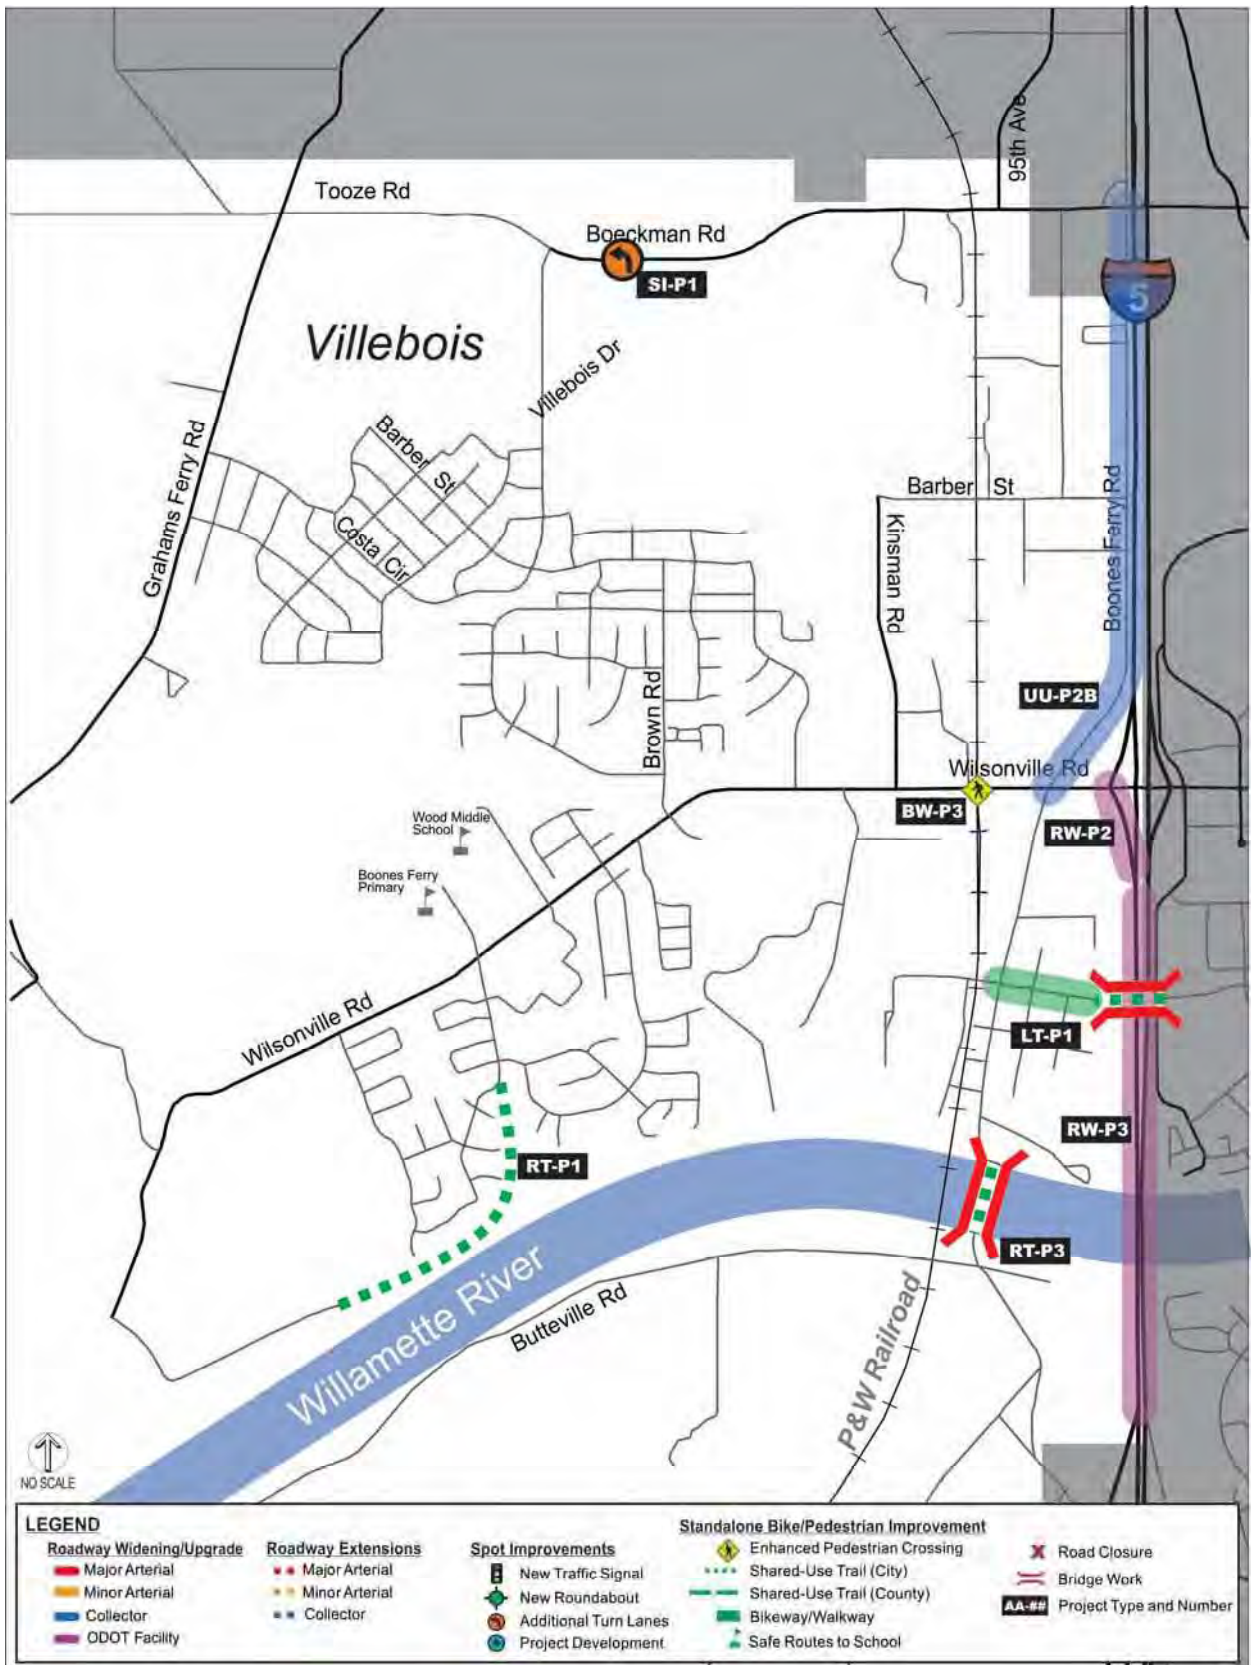 95th Ave
Tooze Rd
Boeckman Rd
SI-P1
5
Villebois
Villebois Dr
Barber St
Grahams Ferry Rd
Costa Cir
Barber St
Kinsman Rd
Boones Ferry Rd
UU-P2B
Brown Rd
Wilsonville Rd
BW-P3
RW-P2
Wood Middle
School
Boones Ferry
Primary
Wilsonville Rd
LT-P1
RW-P3
RT-P1
RT-P3
Willamette River
Butteville Rd
P&W Railroad
NO SCALE
LEGEND
Roadway Widening/Upgrade
Major Arterial
Minor Arterial
Collector
ODOT Facility
Roadway Extensions
Major Arterial
Minor Arterial
Collector
Spot Improvements
New Traffic Signal
New Roundabout
Additional Turn Lanes
Project Development
Standalone Bike/Pedestrian Improvement
Enhanced Pedestrian Crossing
Shared-Use Trail (City)
Shared-Use Trail (County)
Bikeway/Walkway
Safe Routes to School
Road Closure
Bridge Work
AA-## Project Type and Number